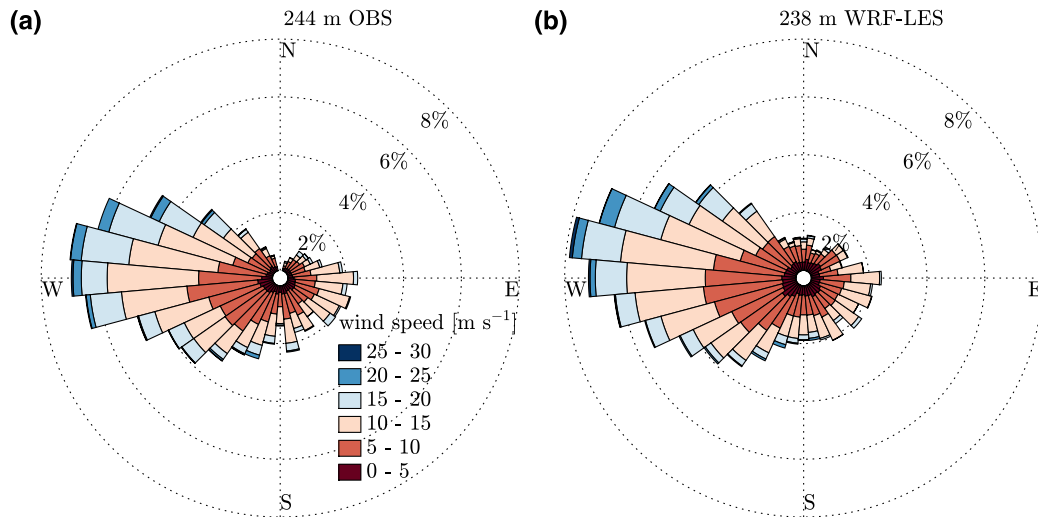 (a)
244 m OBS
N
8%
6%
4%
2%
W
E
S
wind speed [m s⁻¹]
25 - 30
20 - 25
15 - 20
10 - 15
5 - 10
0 - 5
(b)
238 m WRF-LES
N
8%
6%
4%
2%
W
E
S